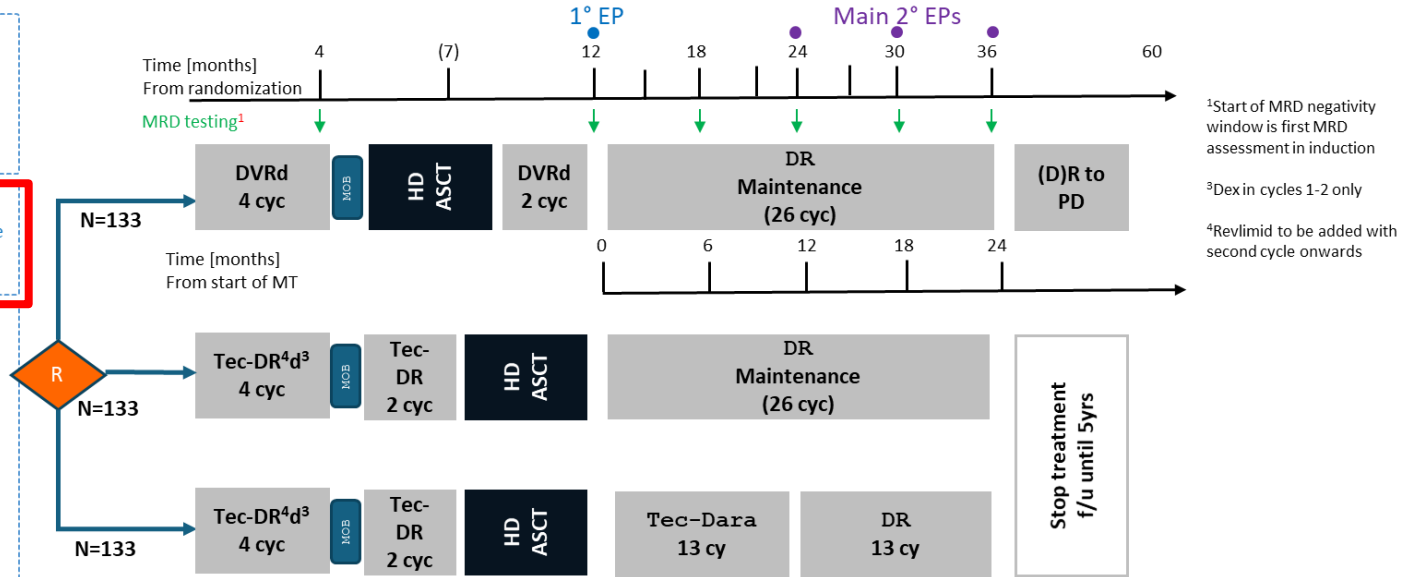 1° EP
Main 2° EPs
4
(7)
12
18
24
30
36
60
Time [months]
From randomization
MRD testing¹
DVRd
4 cyc
MOB
HD
ASCT
DVRd
2 cyc
DR
Maintenance
(26 cyc)
(D)R to
PD
N=133
Time [months]
From start of MT
0
6
12
18
24
Tec-DR⁴d³
4 cyc
MOB
Tec-
DR
2 cyc
HD
ASCT
DR
Maintenance
(26 cyc)
R
N=133
Stop treatment
f/u until 5yrs
Tec-DR⁴d³
4 cyc
MOB
Tec-
DR
2 cyc
HD
ASCT
Tec-Dara
13 cy
DR
13 cy
N=133
¹Start of MRD negativity
window is first MRD
assessment in induction
³Dex in cycles 1-2 only
⁴Revlimid to be added with
second cycle onwards